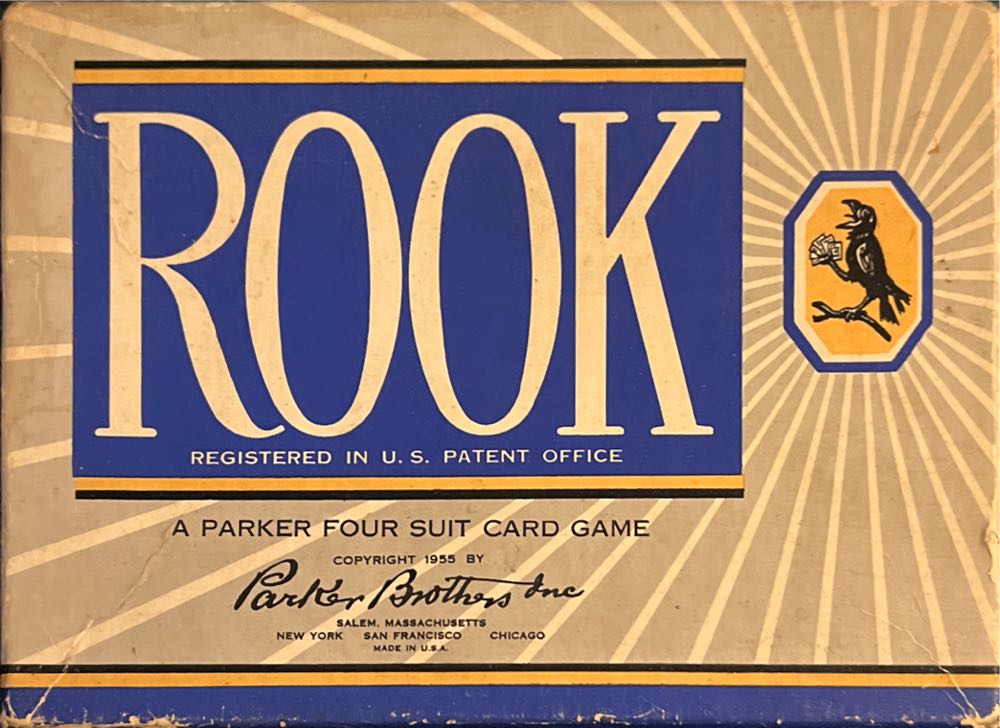 ROOK
REGISTERED IN U. S. PATENT OFFICE
A PARKER FOUR SUIT CARD GAME
COPYRIGHT 1955 BY
Parker Brothers Inc
SALEM, MASSACHUSETTS
NEW YORK SAN FRANCISCO CHICAGO
MADE IN U.S.A.